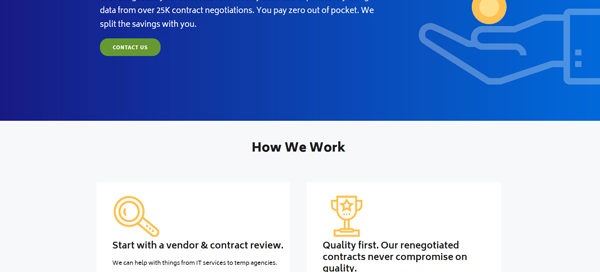 data from over 25K contract negotiations. You pay zero out of pocket. We
split the savings with you.
CONTACT US
How We Work
Start with a vendor & contract review.
We can help with things from IT services to temp agencies.
Quality first. Our renegotiated
contracts never compromise on
quality.